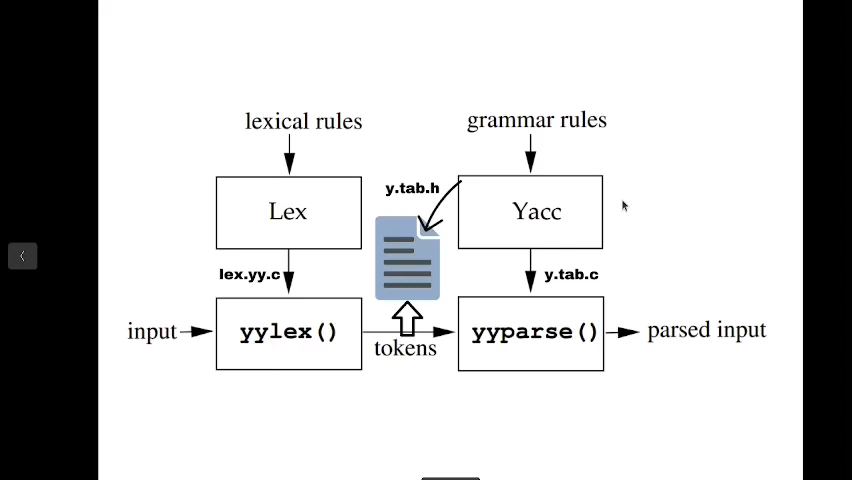 lexical rules
grammar rules
y.tab.h
Lex
Yacc
lex.yy.c
y.tab.c
input
yylex()
yyparse()
parsed input
tokens